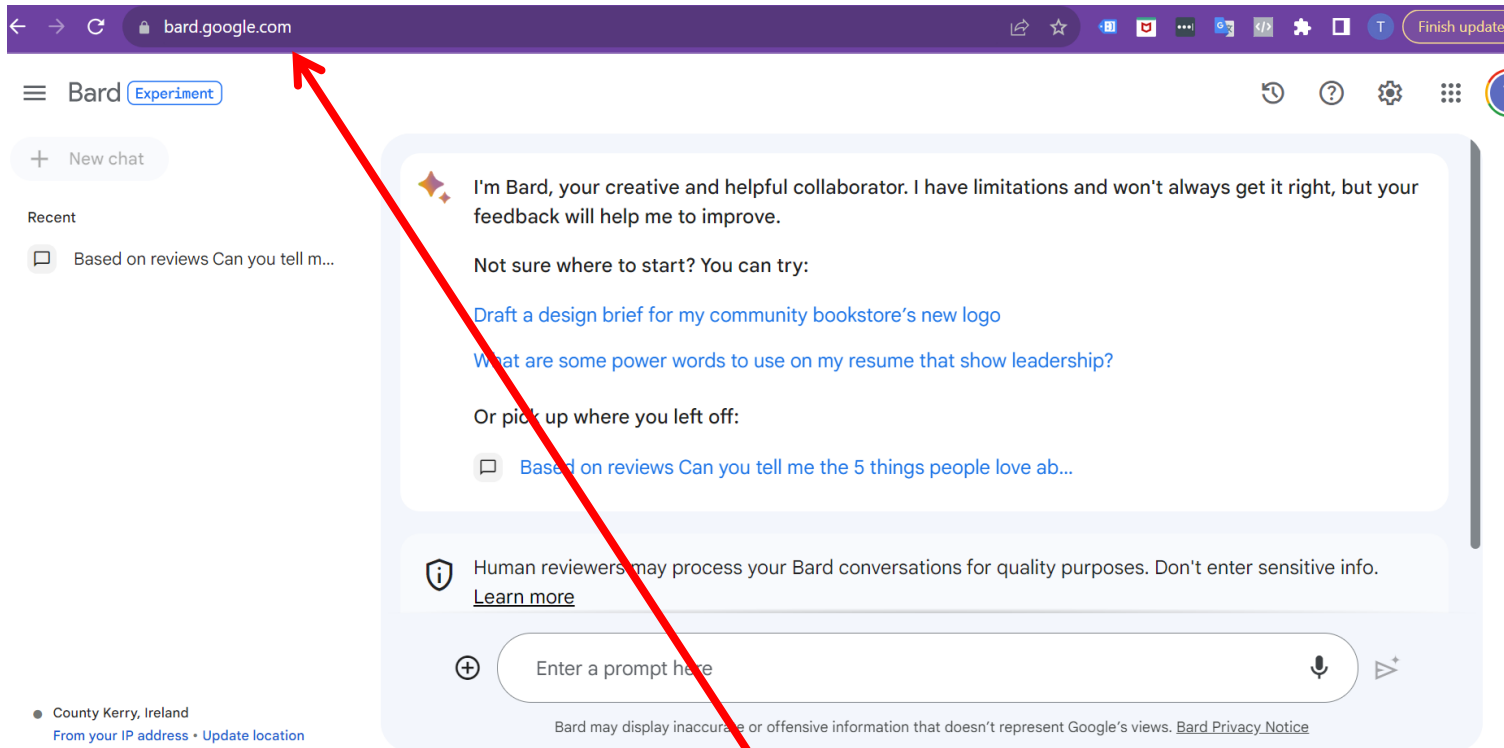 bard.google.com
T
Finish update
Bard Experiment
New chat
Recent
Based on reviews Can you tell m...
I'm Bard, your creative and helpful collaborator. I have limitations and won't always get it right, but your
feedback will help me to improve.
Not sure where to start? You can try:
Draft a design brief for my community bookstore's new logo
What are some power words to use on my resume that show leadership?
Or pick up where you left off:
Based on reviews Can you tell me the 5 things people love ab...
Human reviewers may process your Bard conversations for quality purposes. Don't enter sensitive info.
Learn more
Enter a prompt here
County Kerry, Ireland
From your IP address • Update location
Bard may display inaccurate or offensive information that doesn't represent Google's views. Bard Privacy Notice